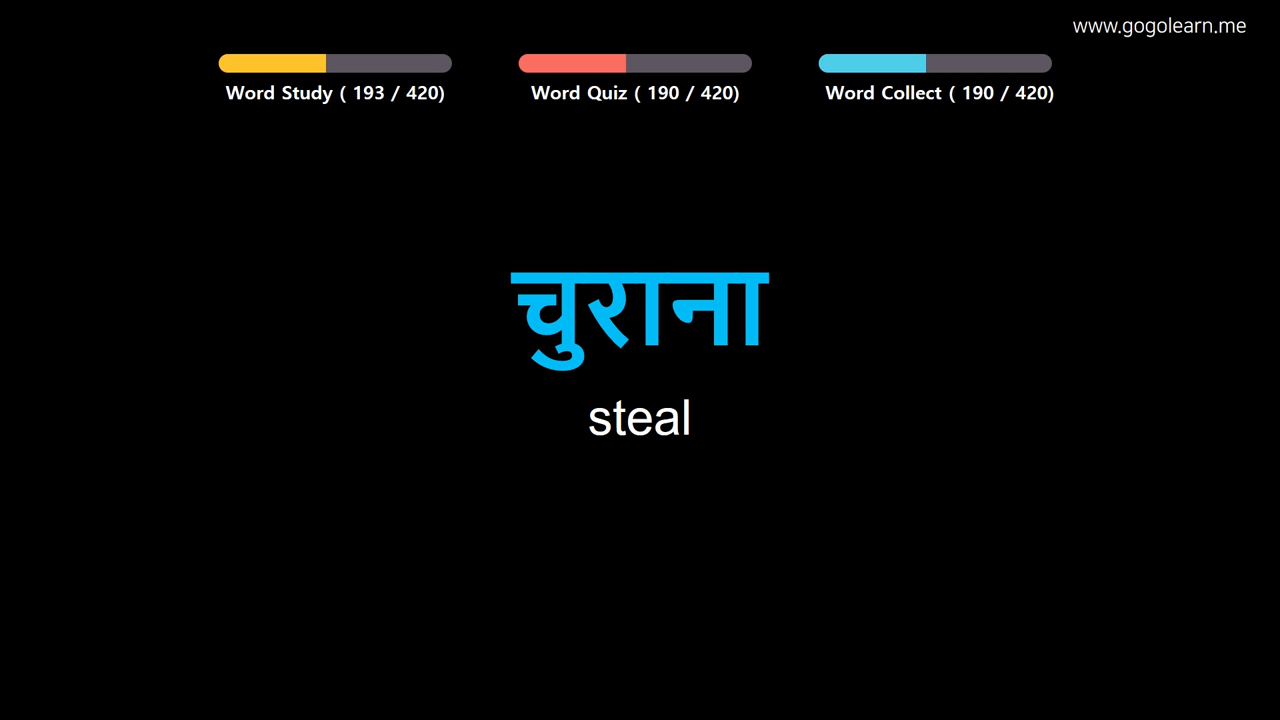 www.gogolearn.me
Word Study ( 193 / 420)
Word Quiz ( 190 / 420)
Word Collect ( 190 / 420)
चुराना
steal